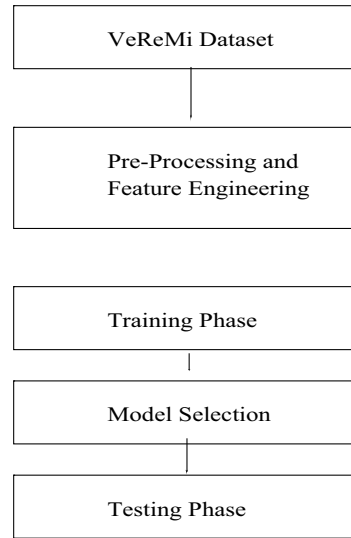 VeReMi Dataset
Pre-Processing and
Feature Engineering
Training Phase
Model Selection
Testing Phase